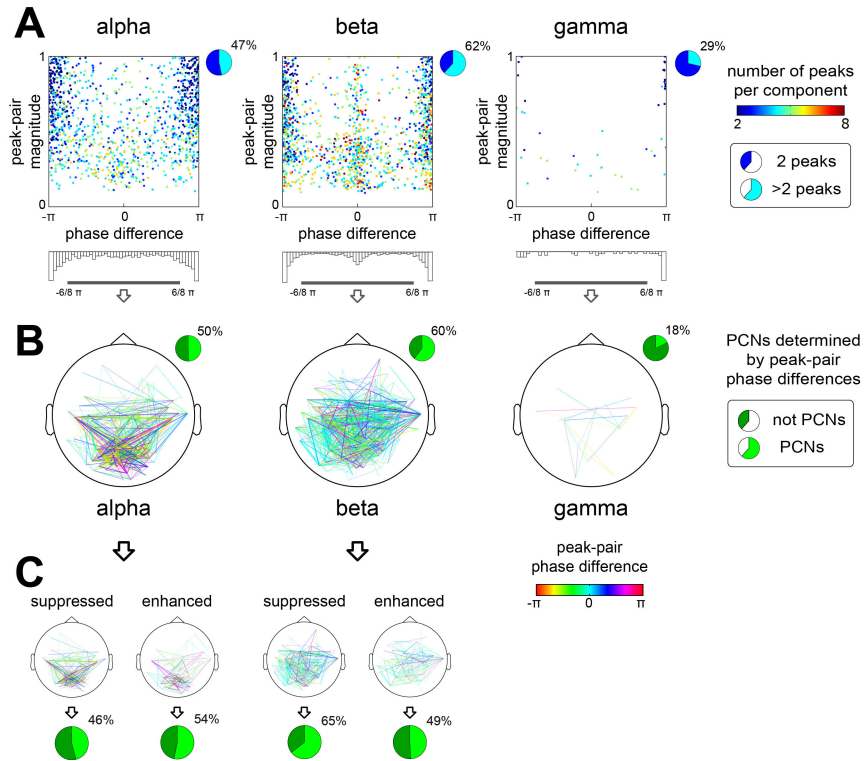 A
alpha
beta
gamma
47%
62%
29%
1
1
1
peak-pair
magnitude
peak-pair
magnitude
peak-pair
magnitude
0
0
0
-π 0 π
-π 0 π
-π 0 π
phase difference
phase difference
phase difference
-6/8 π 6/8 π
-6/8 π 6/8 π
-6/8 π 6/8 π
number of peaks
per component
2 8
2 peaks
>2 peaks
B
50%
60%
18%
alpha
beta
gamma
PCNs determined
by peak-pair
phase differences
not PCNs
PCNs
peak-pair
phase difference
-π 0 π
C
suppressed
enhanced
suppressed
enhanced
46%
54%
65%
49%